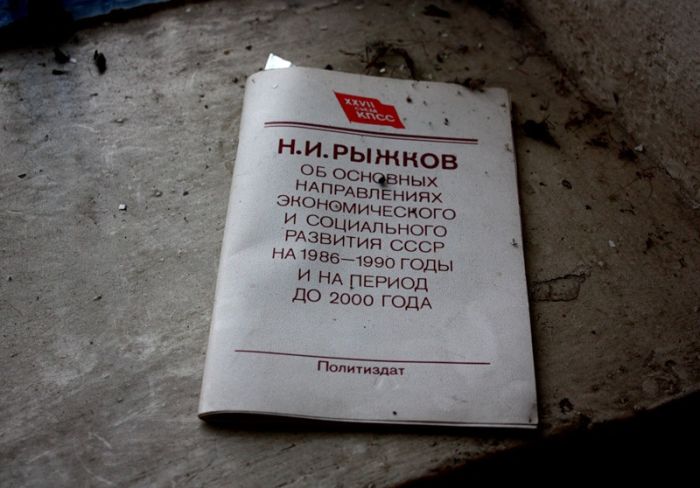 XXVII
СЪЕЗД
КПСС
Н.И.РЫЖКОВ
ОБ ОСНОВНЫХ
НАПРАВЛЕНИЯХ
ЭКОНОМИЧЕСКОГО
И СОЦИАЛЬНОГО
РАЗВИТИЯ СССР
НА 1986—1990 ГОДЫ
И НА ПЕРИОД
ДО 2000 ГОДА
Политиздат